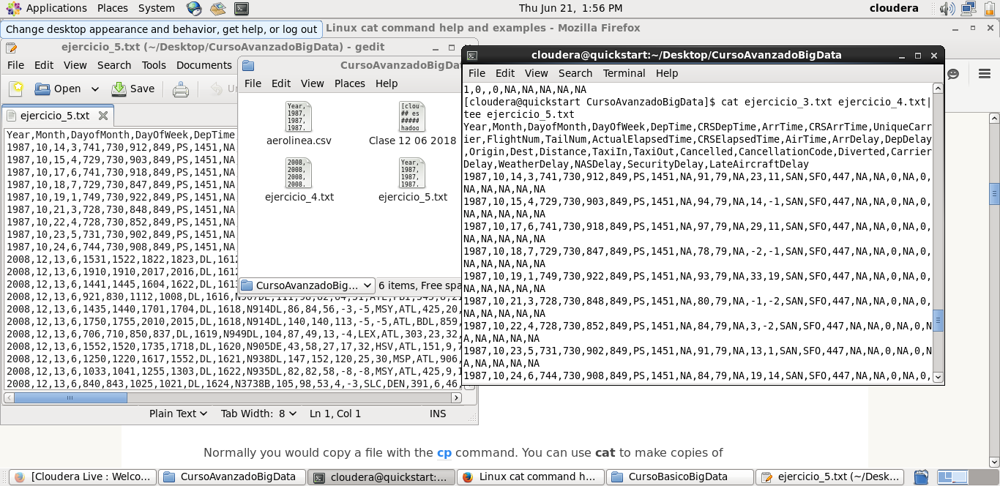 Applications Places System
Thu Jun 21, 1:56 PM
cloudera
Change desktop appearance and behavior, get help, or log out
Linux cat command help and examples - Mozilla Firefox
ejercicio_5.txt (~/Desktop/CursoAvanzadoBigData) - gedit
File Edit View Search Tools Documents
Open Save Un
ejercicio_5.txt
Year,Month,DayofMonth,DayOfWeek,DepTime,
1987,10,14,3,741,730,912,849,PS,1451,NA,
1987,10,15,4,729,730,903,849,PS,1451,NA,
1987,10,17,6,741,730,918,849,PS,1451,NA,
1987,10,18,7,729,730,847,849,PS,1451,NA,
1987,10,19,1,749,730,922,849,PS,1451,NA,
1987,10,21,3,728,730,848,849,PS,1451,NA,
1987,10,22,4,728,730,852,849,PS,1451,NA,
1987,10,23,5,731,730,902,849,PS,1451,NA,
1987,10,24,6,744,730,908,849,PS,1451,NA,
2008,12,13,6,1531,1522,1822,1823,DL,1612
2008,12,13,6,1910,1910,2017,2016,DL,1612
2008,12,13,6,1441,1445,1604,1622,DL,1613
2008,12,13,6,921,830,1112,1008,DL,1616,N907DL,111,98,62,64,51,ATL,PBI,545,8,21
2008,12,13,6,1435,1440,1701,1704,DL,1618,N914DL,86,84,56,-3,-5,MSY,ATL,425,20,
2008,12,13,6,1750,1755,2010,2015,DL,1618,N914DL,140,140,113,-5,-5,ATL,BDL,859,
2008,12,13,6,706,710,850,837,DL,1619,N949DL,104,87,49,13,-4,LEX,ATL,303,23,32,
2008,12,13,6,1552,1520,1735,1718,DL,1620,N905DE,43,58,27,17,32,HSV,ATL,151,9,7
2008,12,13,6,1250,1220,1617,1552,DL,1621,N938DL,147,152,120,25,30,MSP,ATL,906,
2008,12,13,6,1033,1041,1255,1303,DL,1622,N935DL,82,82,58,-8,-8,MSY,ATL,425,9,1
2008,12,13,6,840,843,1025,1021,DL,1624,N3738B,105,98,53,4,-3,SLC,DEN,391,6,46,
Plain Text Tab Width: 8 Ln 1, Col 1 INS
CursoAvanzadoBigDat
File Edit View Places Help
Year,
1987,
1987,
1987.
aerolinea.csv
[clou
## es
#####
hadoo
Clase 12 06 2018
2008,
2008,
2008,
2008.
ejercicio_4.txt
Year,
1987,
1987,
1987.
ejercicio_5.txt
CursoAvanzadoBig... 6 items, Free spa
cloudera@quickstart:~/Desktop/CursoAvanzadoBigData
File Edit View Search Terminal Help
1,0,,0,NA,NA,NA,NA,NA
[cloudera@quickstart CursoAvanzadoBigData]$ cat ejercicio_3.txt ejercicio_4.txt|
tee ejercicio_5.txt
Year,Month,DayofMonth,DayOfWeek,DepTime,CRSDepTime,ArrTime,CRSArrTime,UniqueCarr
ier,FlightNum,TailNum,ActualElapsedTime,CRSElapsedTime,AirTime,ArrDelay,DepDelay
,Origin,Dest,Distance,TaxiIn,TaxiOut,Cancelled,CancellationCode,Diverted,Carrier
Delay,WeatherDelay,NASDelay,SecurityDelay,LateAircraftDelay
1987,10,14,3,741,730,912,849,PS,1451,NA,91,79,NA,23,11,SAN,SFO,447,NA,NA,0,NA,0,
NA,NA,NA,NA,NA
1987,10,15,4,729,730,903,849,PS,1451,NA,94,79,NA,14,-1,SAN,SFO,447,NA,NA,0,NA,0,
NA,NA,NA,NA,NA
1987,10,17,6,741,730,918,849,PS,1451,NA,97,79,NA,29,11,SAN,SFO,447,NA,NA,0,NA,0,
NA,NA,NA,NA,NA
1987,10,18,7,729,730,847,849,PS,1451,NA,78,79,NA,-2,-1,SAN,SFO,447,NA,NA,0,NA,0,
NA,NA,NA,NA,NA
1987,10,19,1,749,730,922,849,PS,1451,NA,93,79,NA,33,19,SAN,SFO,447,NA,NA,0,NA,0,
NA,NA,NA,NA,NA
1987,10,21,3,728,730,848,849,PS,1451,NA,80,79,NA,-1,-2,SAN,SFO,447,NA,NA,0,NA,0,
NA,NA,NA,NA,NA
1987,10,22,4,728,730,852,849,PS,1451,NA,84,79,NA,3,-2,SAN,SFO,447,NA,NA,0,NA,0,N
A,NA,NA,NA,NA
1987,10,23,5,731,730,902,849,PS,1451,NA,91,79,NA,13,1,SAN,SFO,447,NA,NA,0,NA,0,N
A,NA,NA,NA,NA
1987,10,24,6,744,730,908,849,PS,1451,NA,84,79,NA,19,14,SAN,SFO,447,NA,NA,0,NA,0,
Normally you would copy a file with the cp command. You can use cat to make copies of
[Cloudera Live : Welco... CursoAvanzadoBigData cloudera@quickstart:... Linux cat command h... CursoBasicoBigData ejercicio_5.txt (~/Desk...